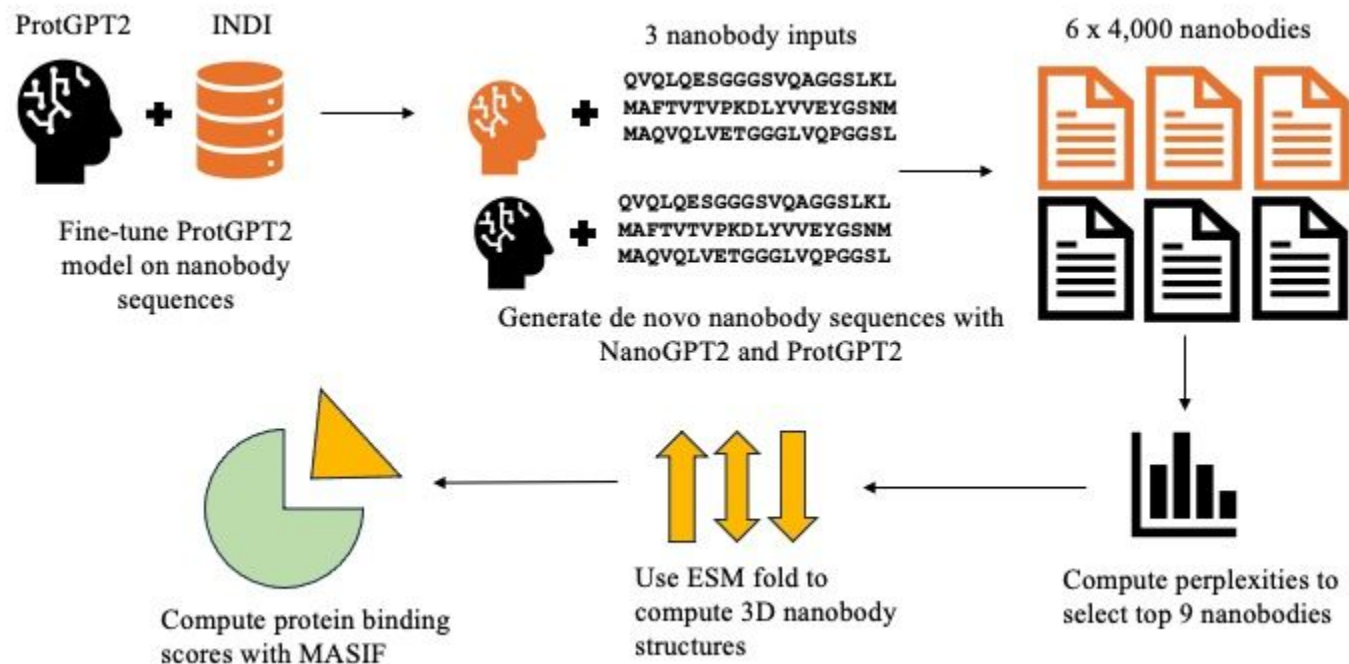 ProtGPT2
INDI
Fine-tune ProtGPT2
model on nanobody
sequences
3 nanobody inputs
QVQLQESGGGSVQAGGSLKL
MAFTVTVPKDLYVVEYGSNM
MAQVQLVETGGGLVQPGGSL
QVQLQESGGGSVQAGGSLKL
MAFTVTVPKDLYVVEYGSNM
MAQVQLVETGGGLVQPGGSL
Generate de novo nanobody sequences with
NanoGPT2 and ProtGPT2
6 x 4,000 nanobodies
Compute perplexities to
select top 9 nanobodies
Use ESM fold to
compute 3D nanobody
structures
Compute protein binding
scores with MASIF